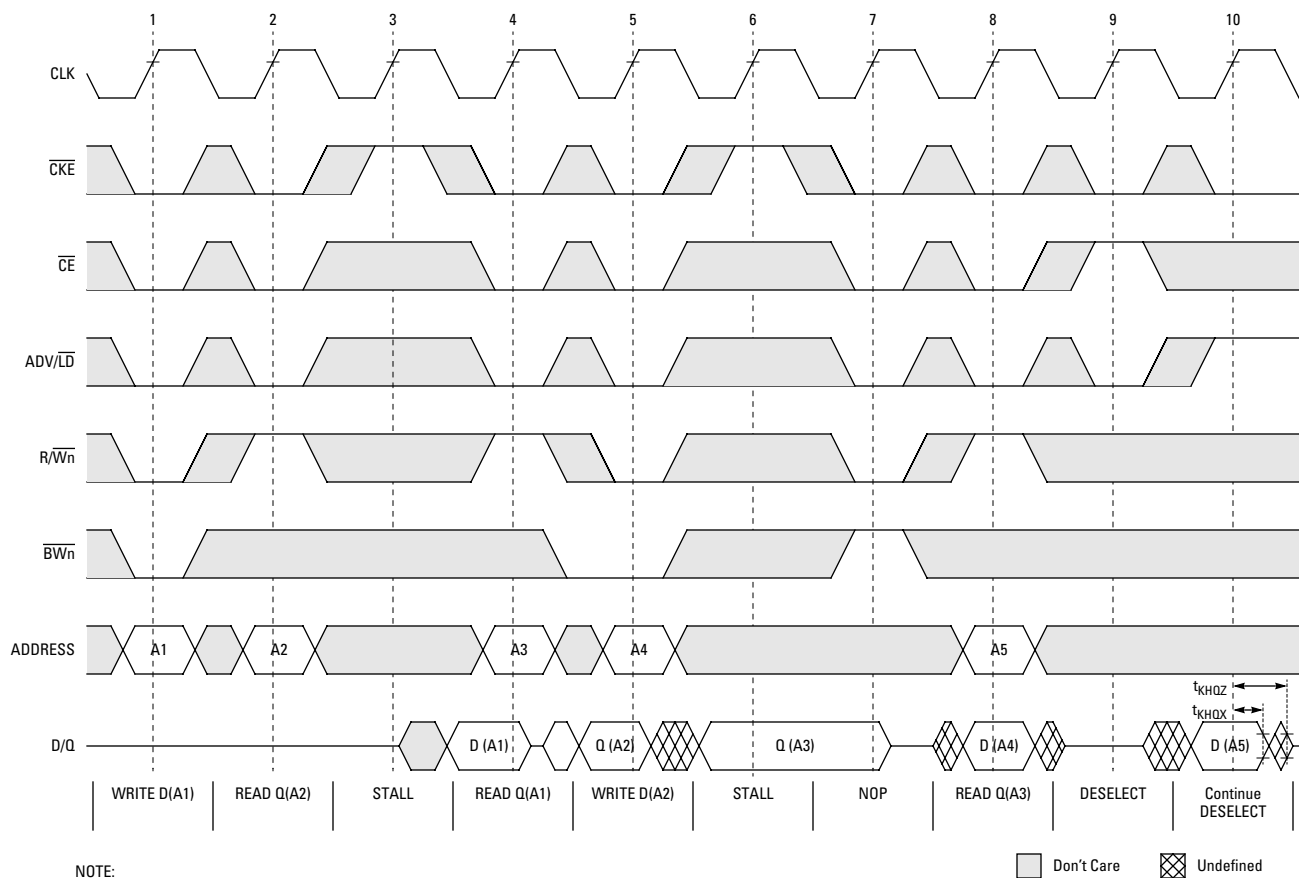 1 2 3 4 5 6 7 8 9 10
CLK
CKE
CE
ADV/LD
R/Wn
BWn
ADDRESS A1 A2 A3 A4 A5
tKHQZ
tKHQX
D/Q D (A1) Q (A2) Q (A3) D (A4) D (A5)
WRITE D(A1) READ Q(A2) STALL READ Q(A1) WRITE D(A2) STALL NOP READ Q(A3) DESELECT Continue
DESELECT
NOTE: Don't Care Undefined